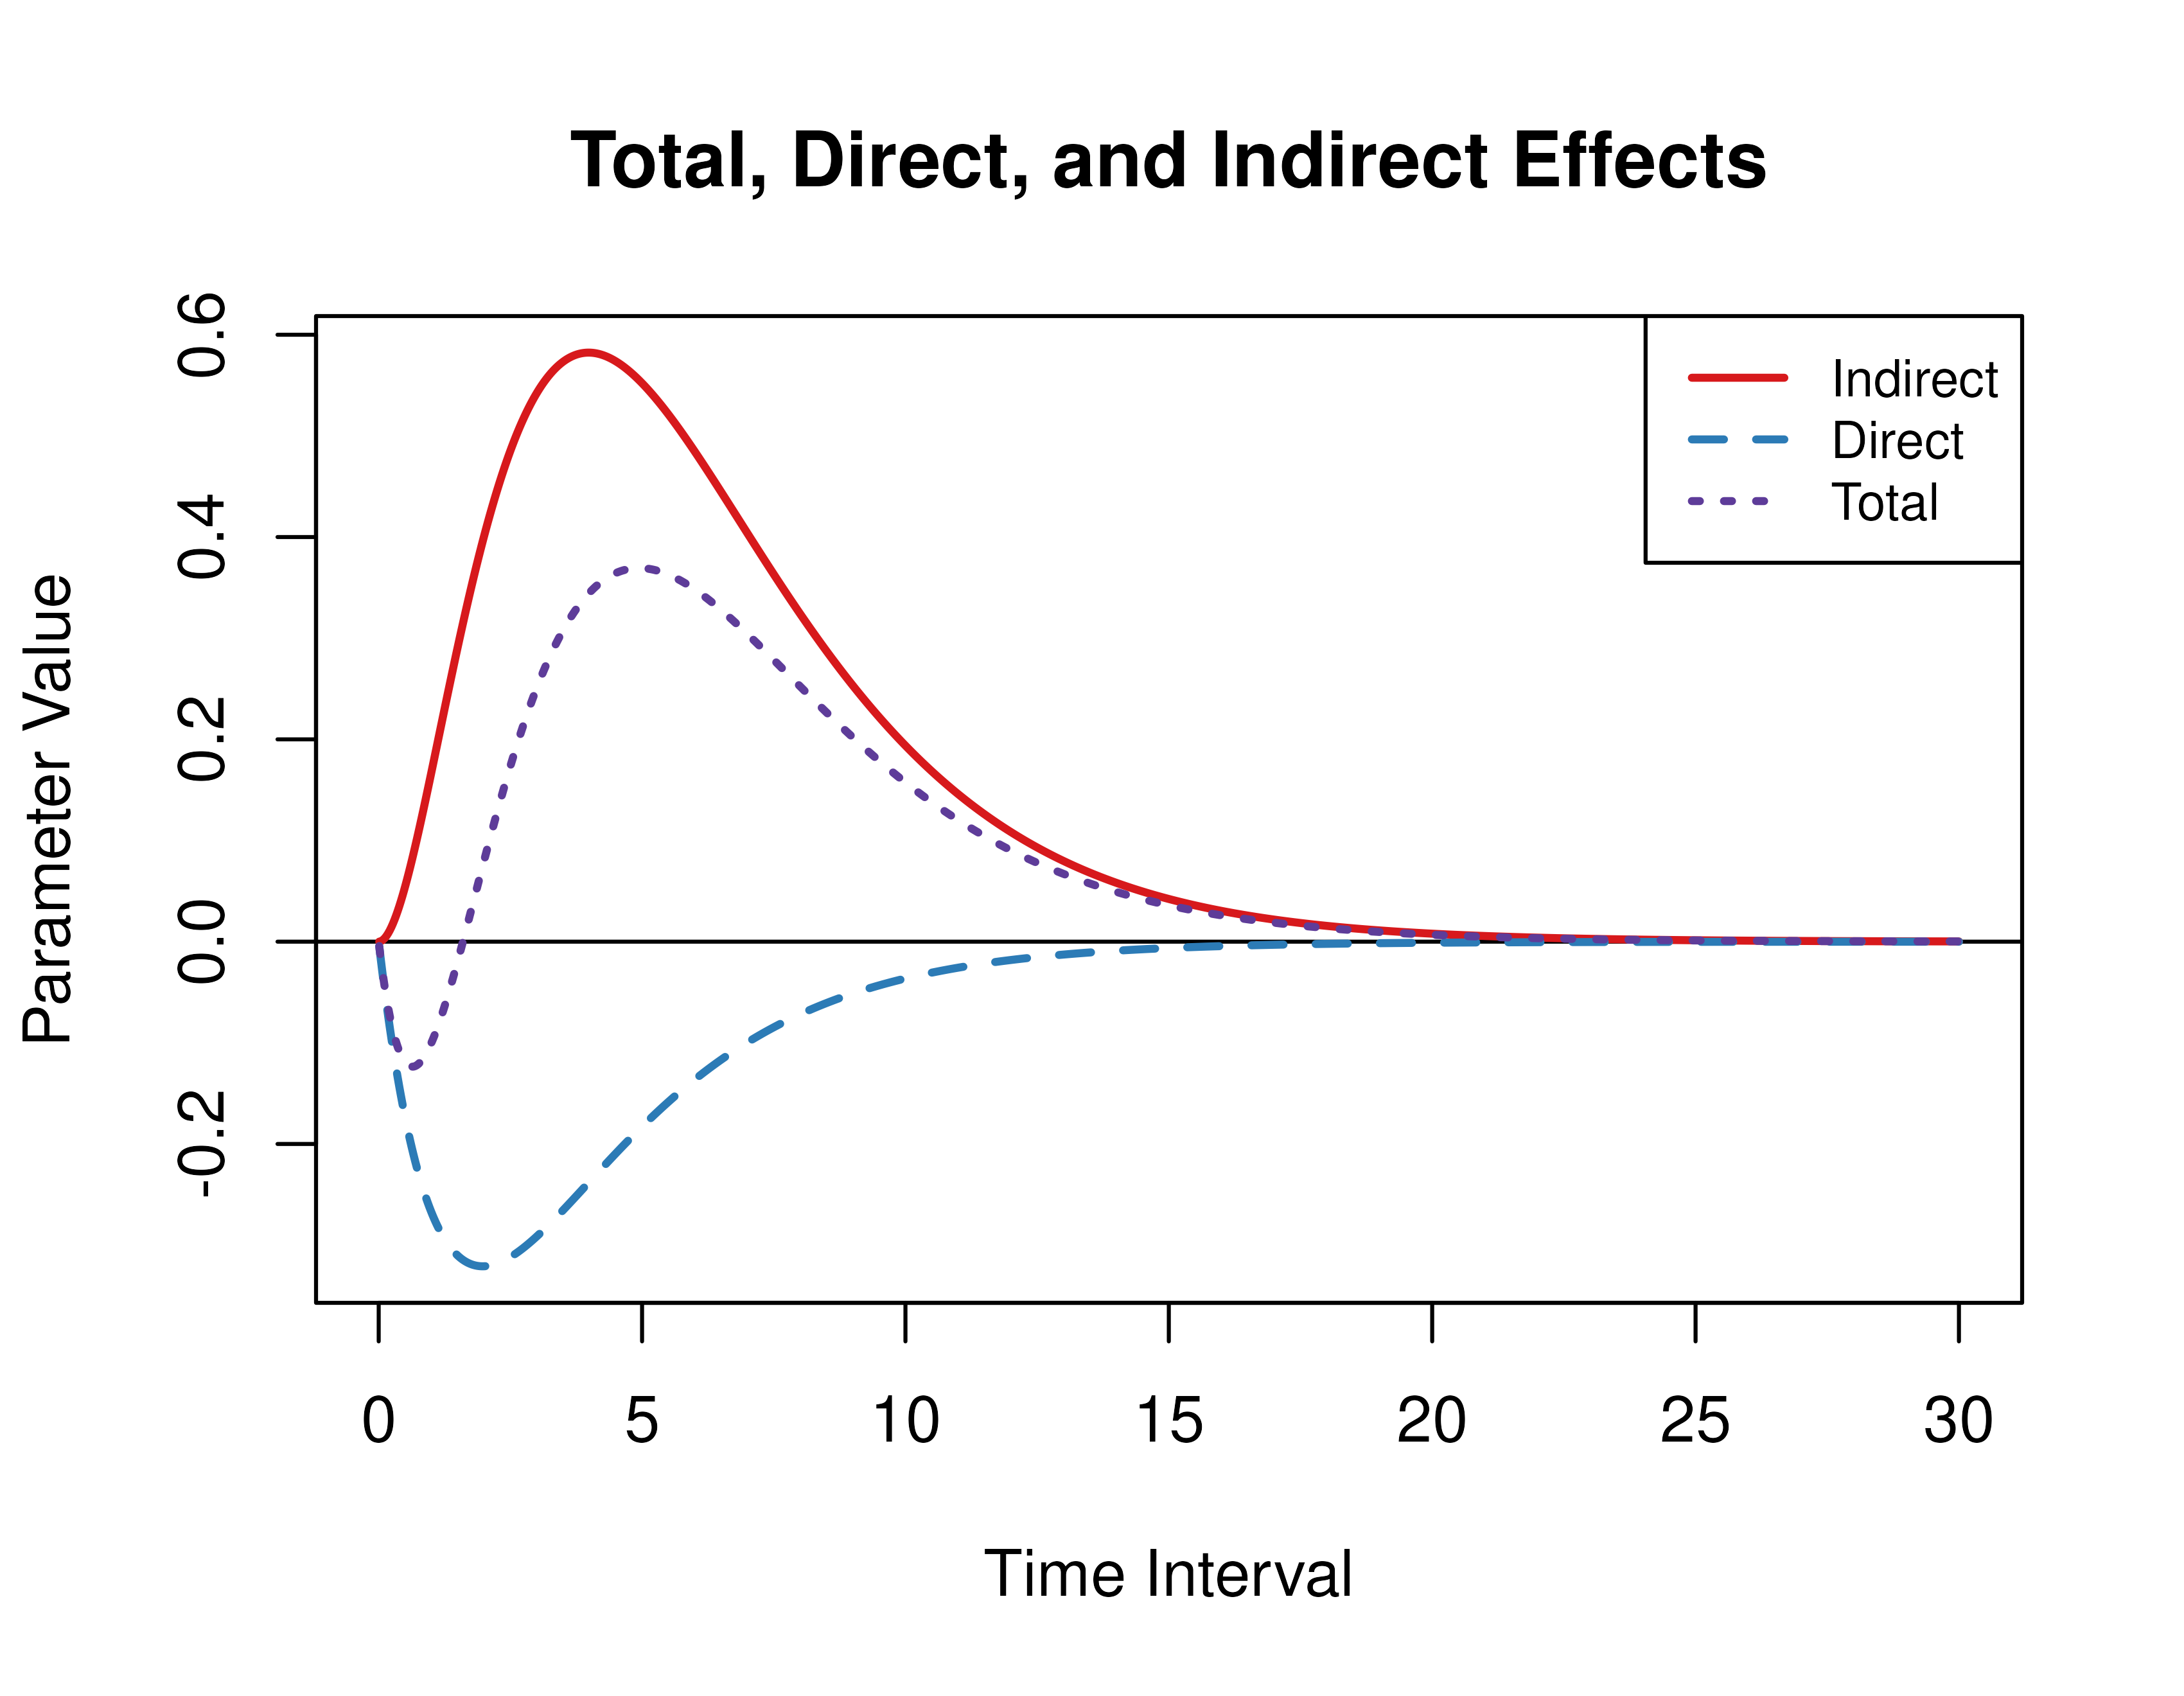 Total, Direct, and Indirect Effects
Parameter Value
0.6
0.4
0.2
0.0
-0.2
Indirect
Direct
Total
0 5 10 15 20 25 30
Time Interval